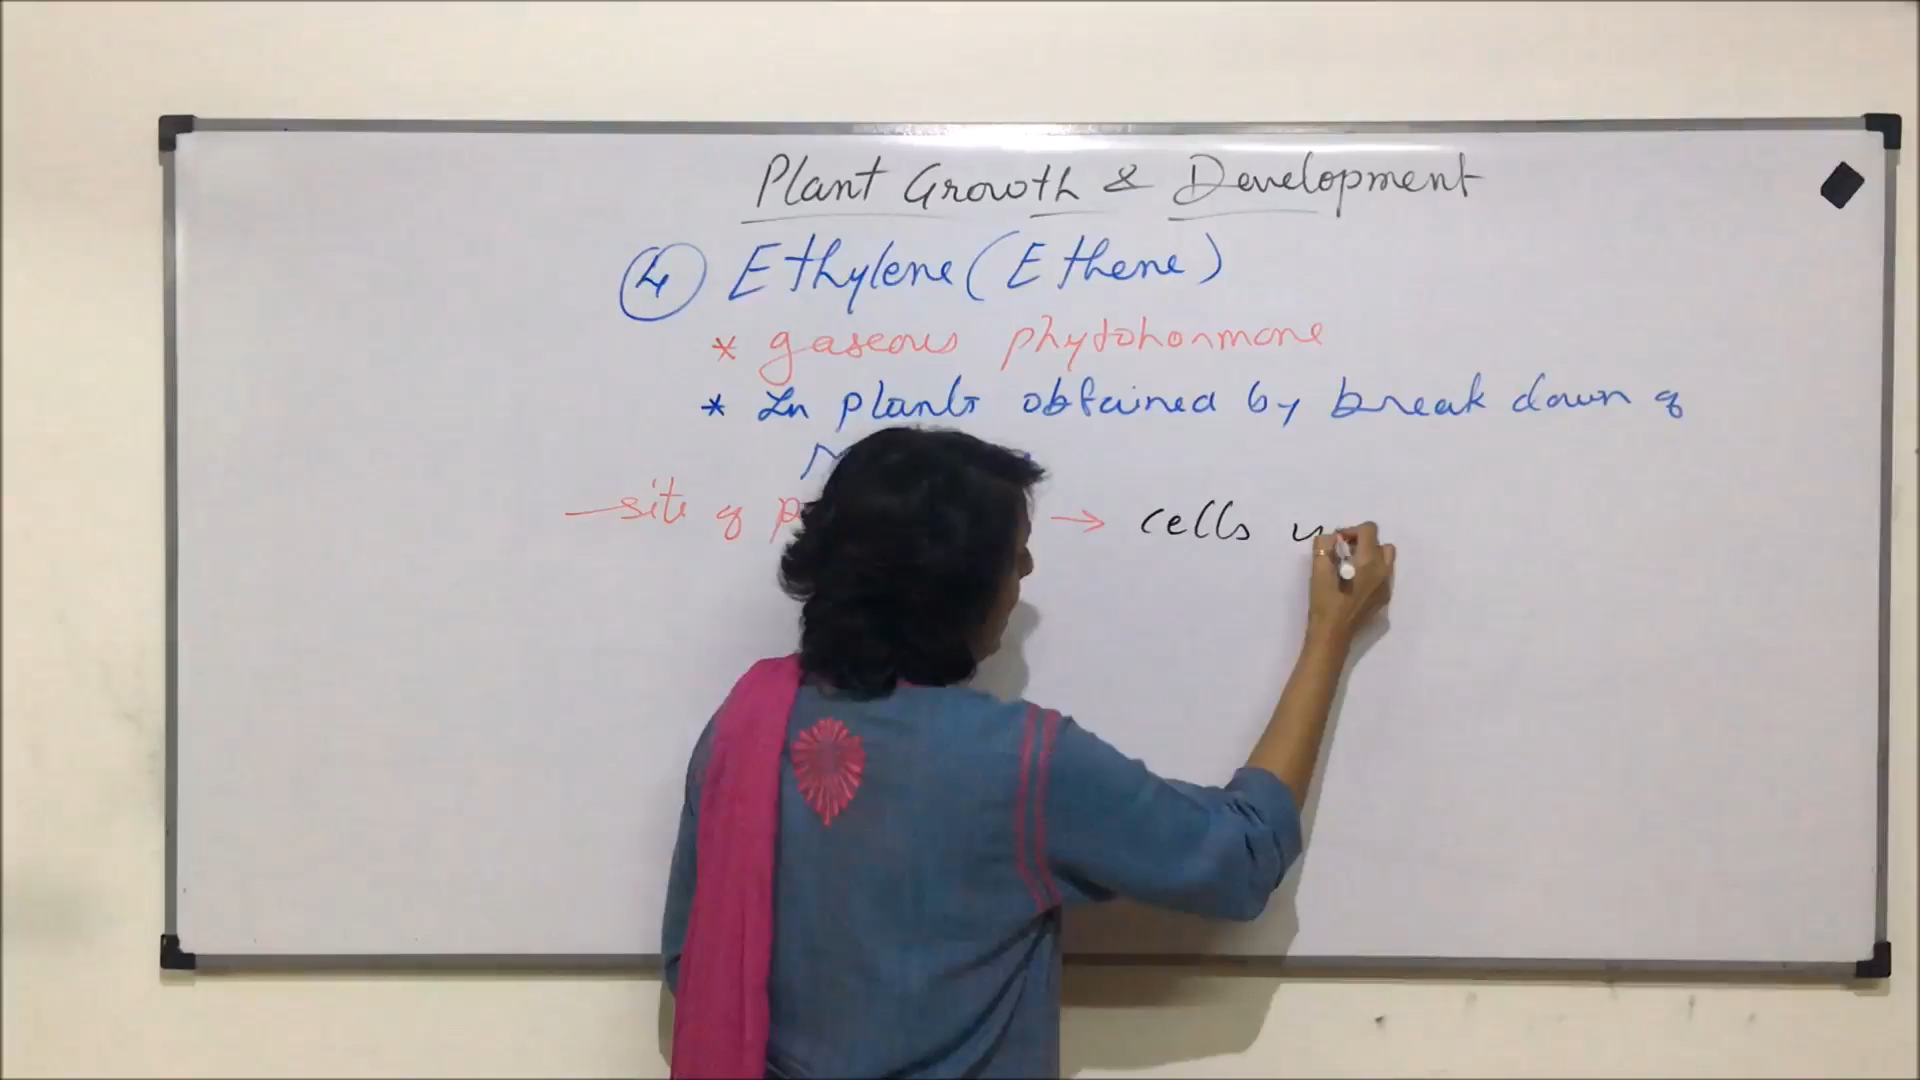 Plant Growth & Development
4 Ethylene (Ethene)
* gaseous phytohormone
* In plants obtained by break down of
- site of → cells